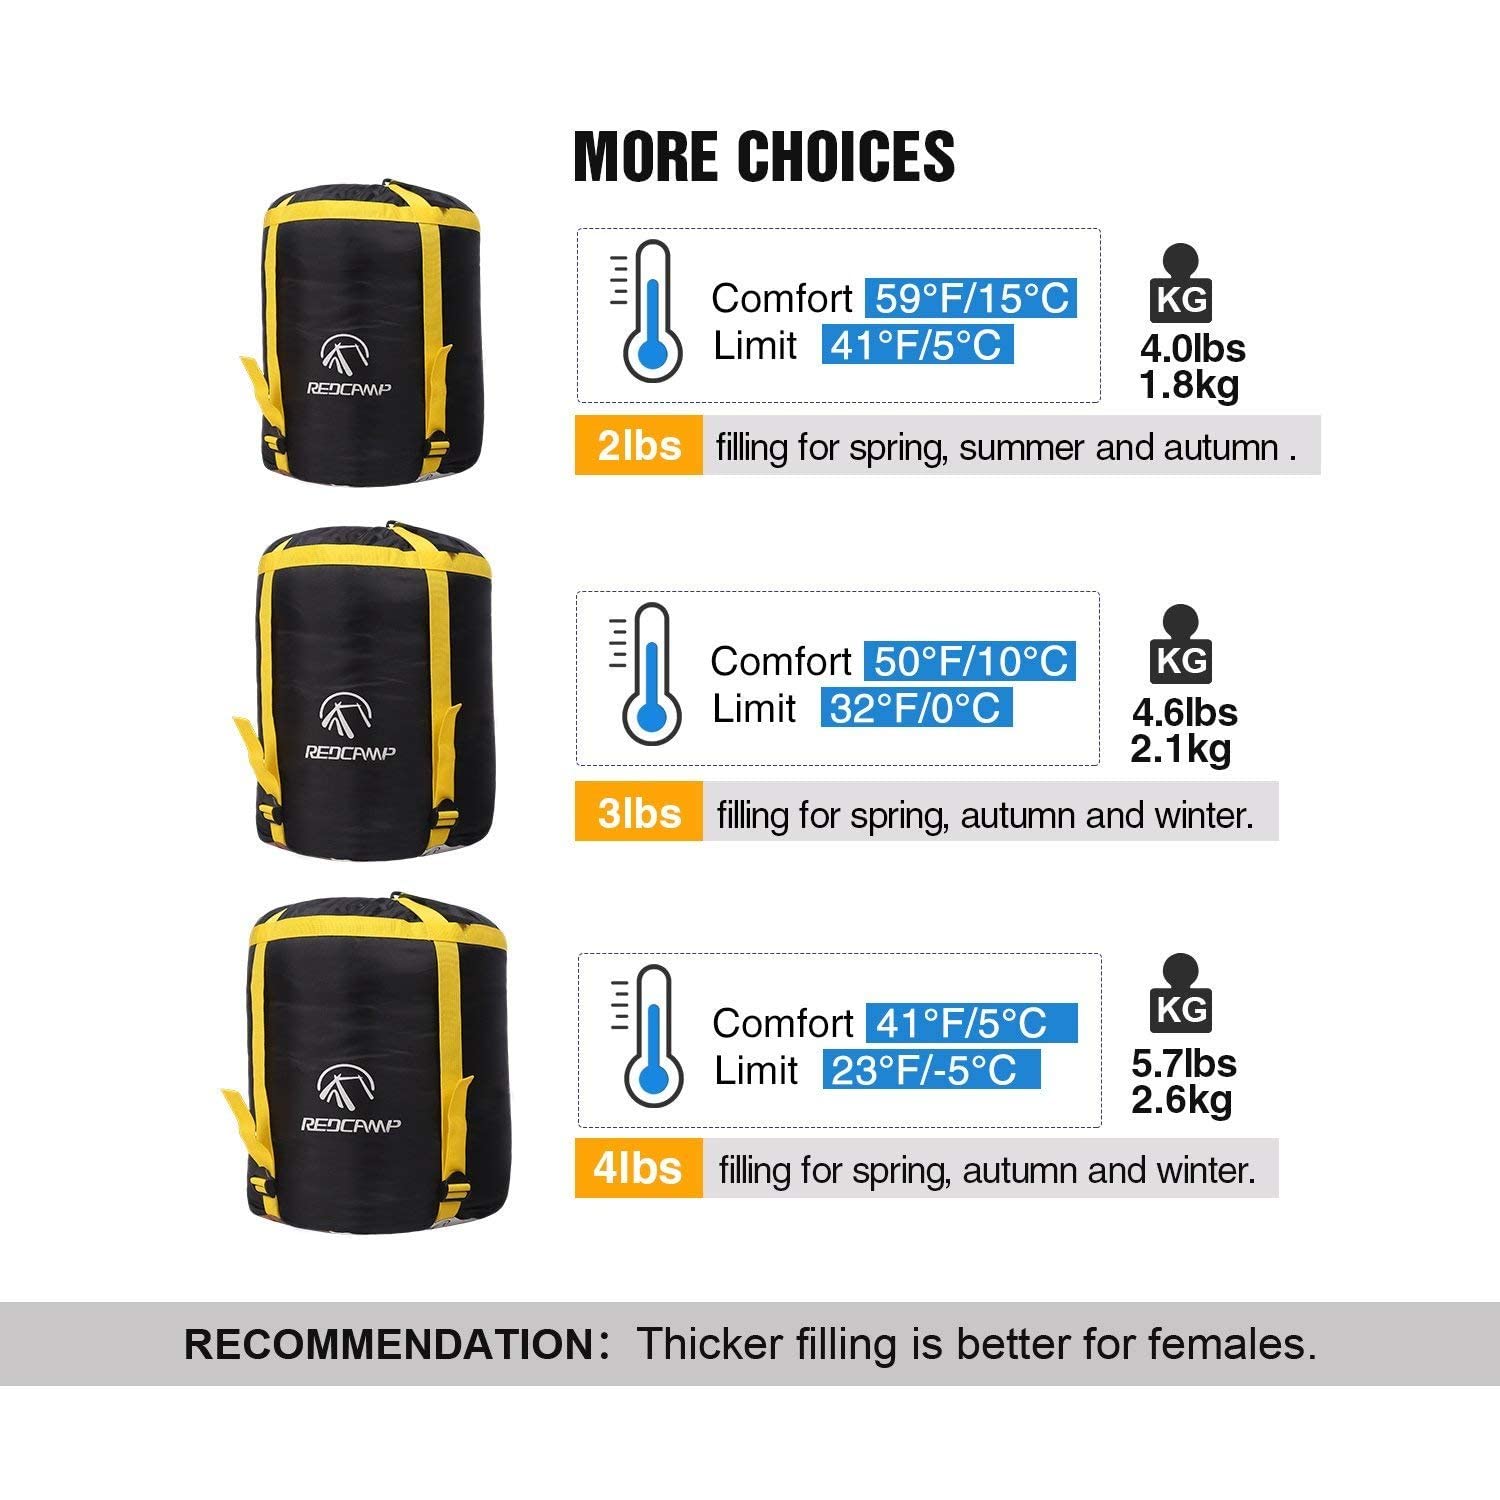 MORE CHOICES
REDCAMP
Comfort 59°F/15°C
Limit 41°F/5°C
KG
4.0lbs
1.8kg
2lbs filling for spring, summer and autumn .
REDCAMP
Comfort 50°F/10°C
Limit 32°F/0°C
KG
4.6lbs
2.1kg
3lbs filling for spring, autumn and winter.
REDCAMP
Comfort 41°F/5°C
Limit 23°F/-5°C
KG
5.7lbs
2.6kg
4lbs filling for spring, autumn and winter.
RECOMMENDATION: Thicker filling is better for females.